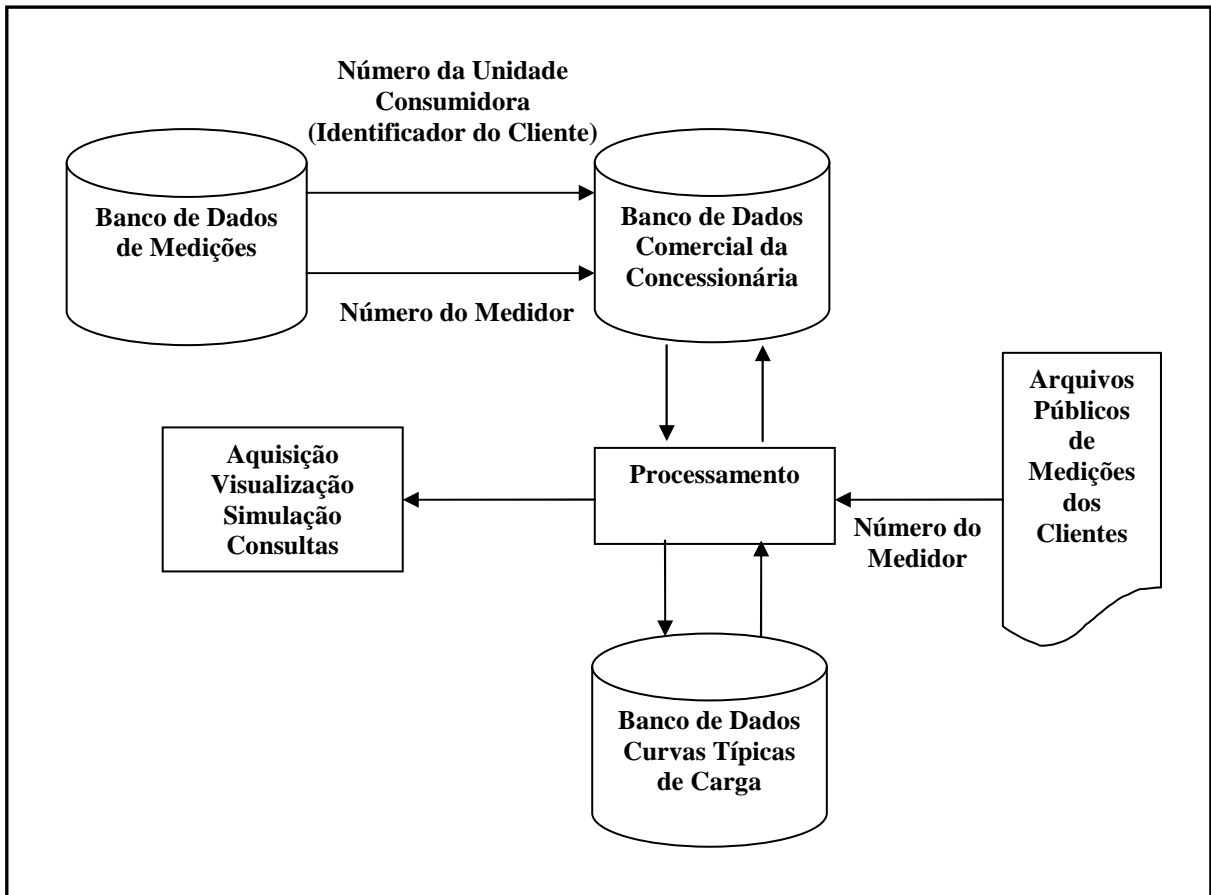 Número da Unidade
Consumidora
(Identificador do Cliente)
Banco de Dados
de Medições
Banco de Dados
Comercial da
Concessionária
Número do Medidor
Arquivos
Públicos
de
Medições
dos
Clientes
Aquisição
Visualização
Simulação
Consultas
Processamento
Número do
Medidor
Banco de Dados
Curvas Típicas
de Carga